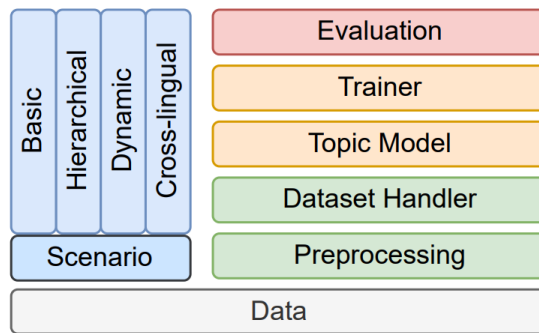 Basic
Hierarchical
Dynamic
Cross-lingual
Scenario
Evaluation
Trainer
Topic Model
Dataset Handler
Preprocessing
Data